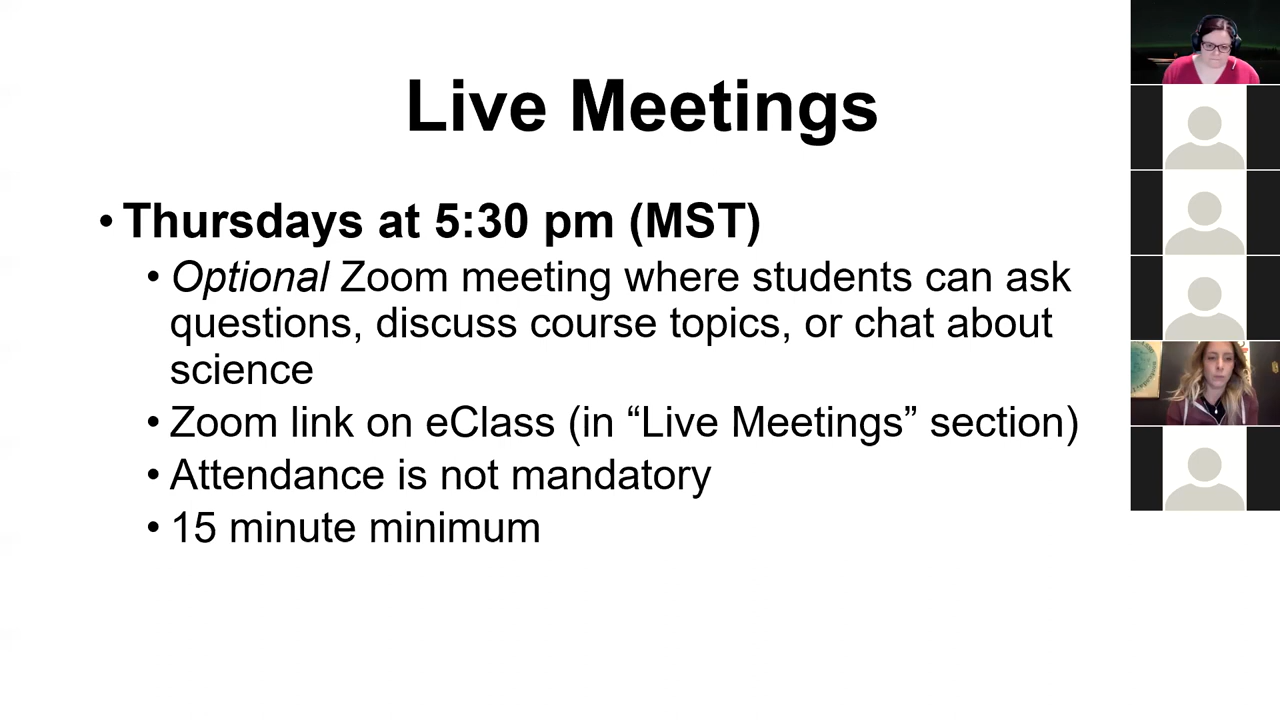 Live Meetings
• Thursdays at 5:30 pm (MST)
• Optional Zoom meeting where students can ask
questions, discuss course topics, or chat about
science
• Zoom link on eClass (in “Live Meetings” section)
• Attendance is not mandatory
• 15 minute minimum